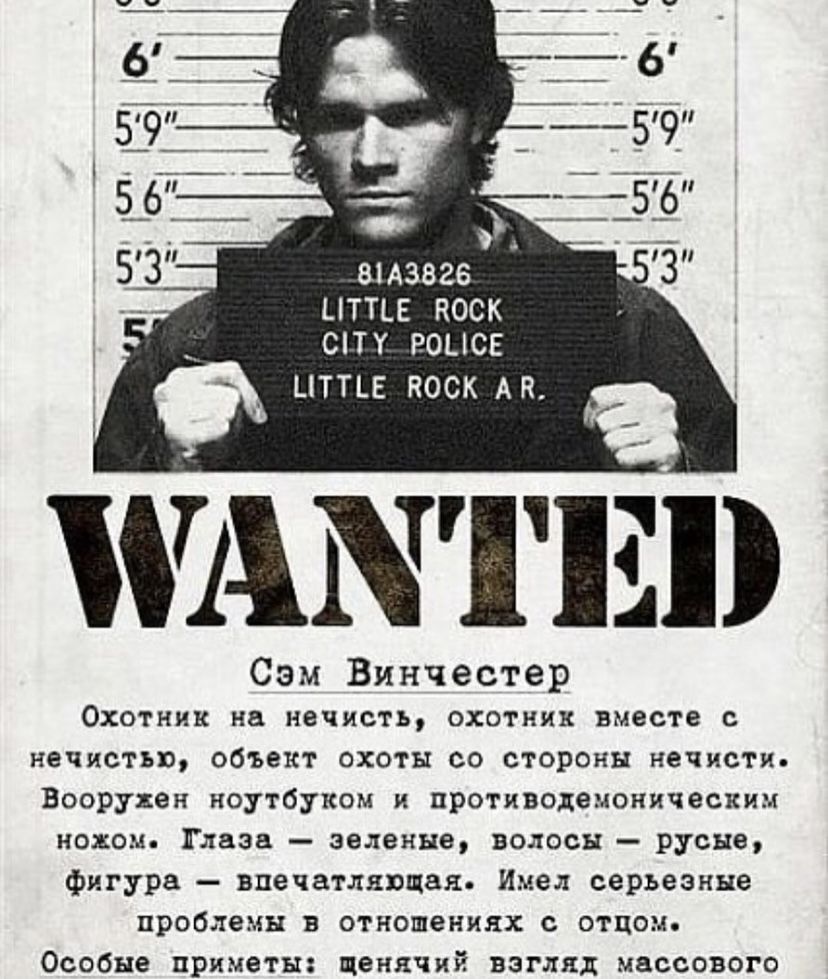 6' 6'
5'9" 5'9"
5 6" 5'6"
5'3" 5'3"
81A3826
LITTLE ROCK
CITY POLICE
LITTLE ROCK AR.
WANTED
Сэм Винчестер
Охотник на нечисть, охотник вместе с
нечистью, объект охоты со стороны нечисти.
Вооружен ноутбуком и противодемоническим
ножом. Глаза — зеленые, волосы — русые,
фигура — впечатляющая. Имел серьезные
проблемы в отношениях с отцом.
Особые приметы: щенячий взгляд массового